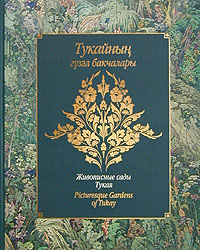 Тукайның
гүзәл бакчалары
Живописные сады
Тукая
Picturesque Gardens
of Tukay